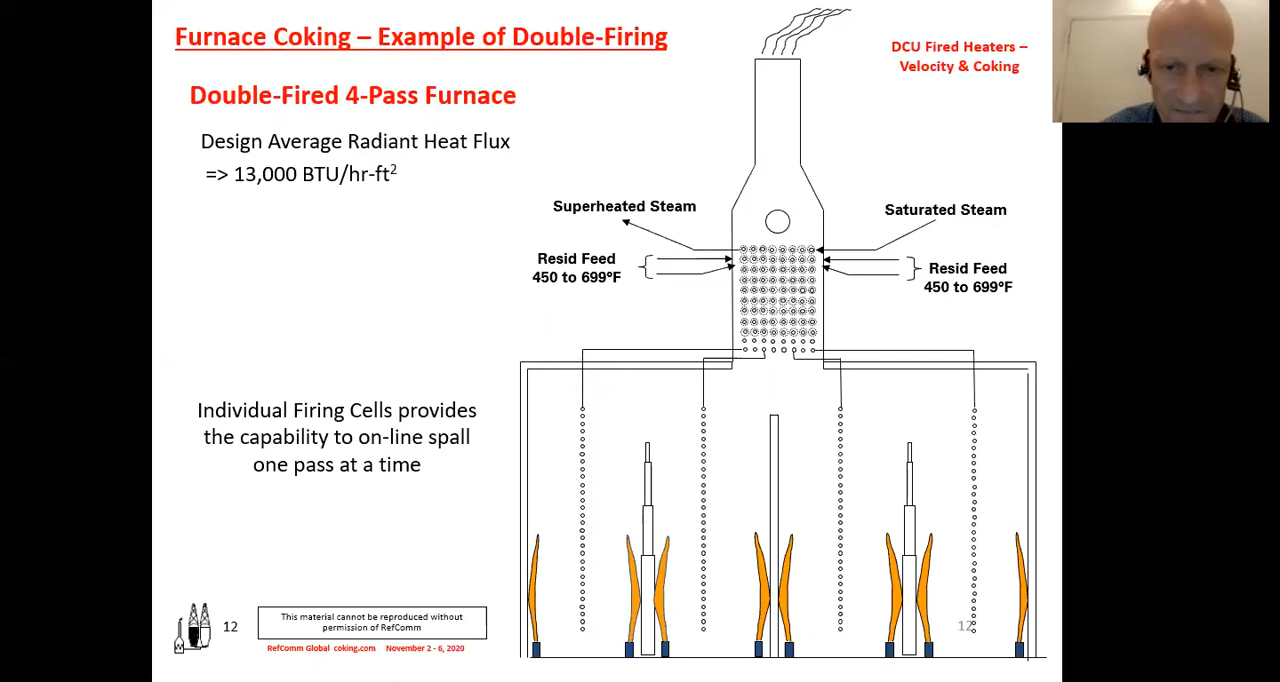 Furnace Coking – Example of Double-Firing
DCU Fired Heaters –
Velocity & Coking
Double-Fired 4-Pass Furnace
Design Average Radiant Heat Flux
=> 13,000 BTU/hr-ft²
Superheated Steam
Saturated Steam
Resid Feed
450 to 699°F
Resid Feed
450 to 699°F
Individual Firing Cells provides
the capability to on-line spall
one pass at a time
12
This material cannot be reproduced without
permission of RefComm
RefComm Global coking.com November 2 - 6, 2020
12